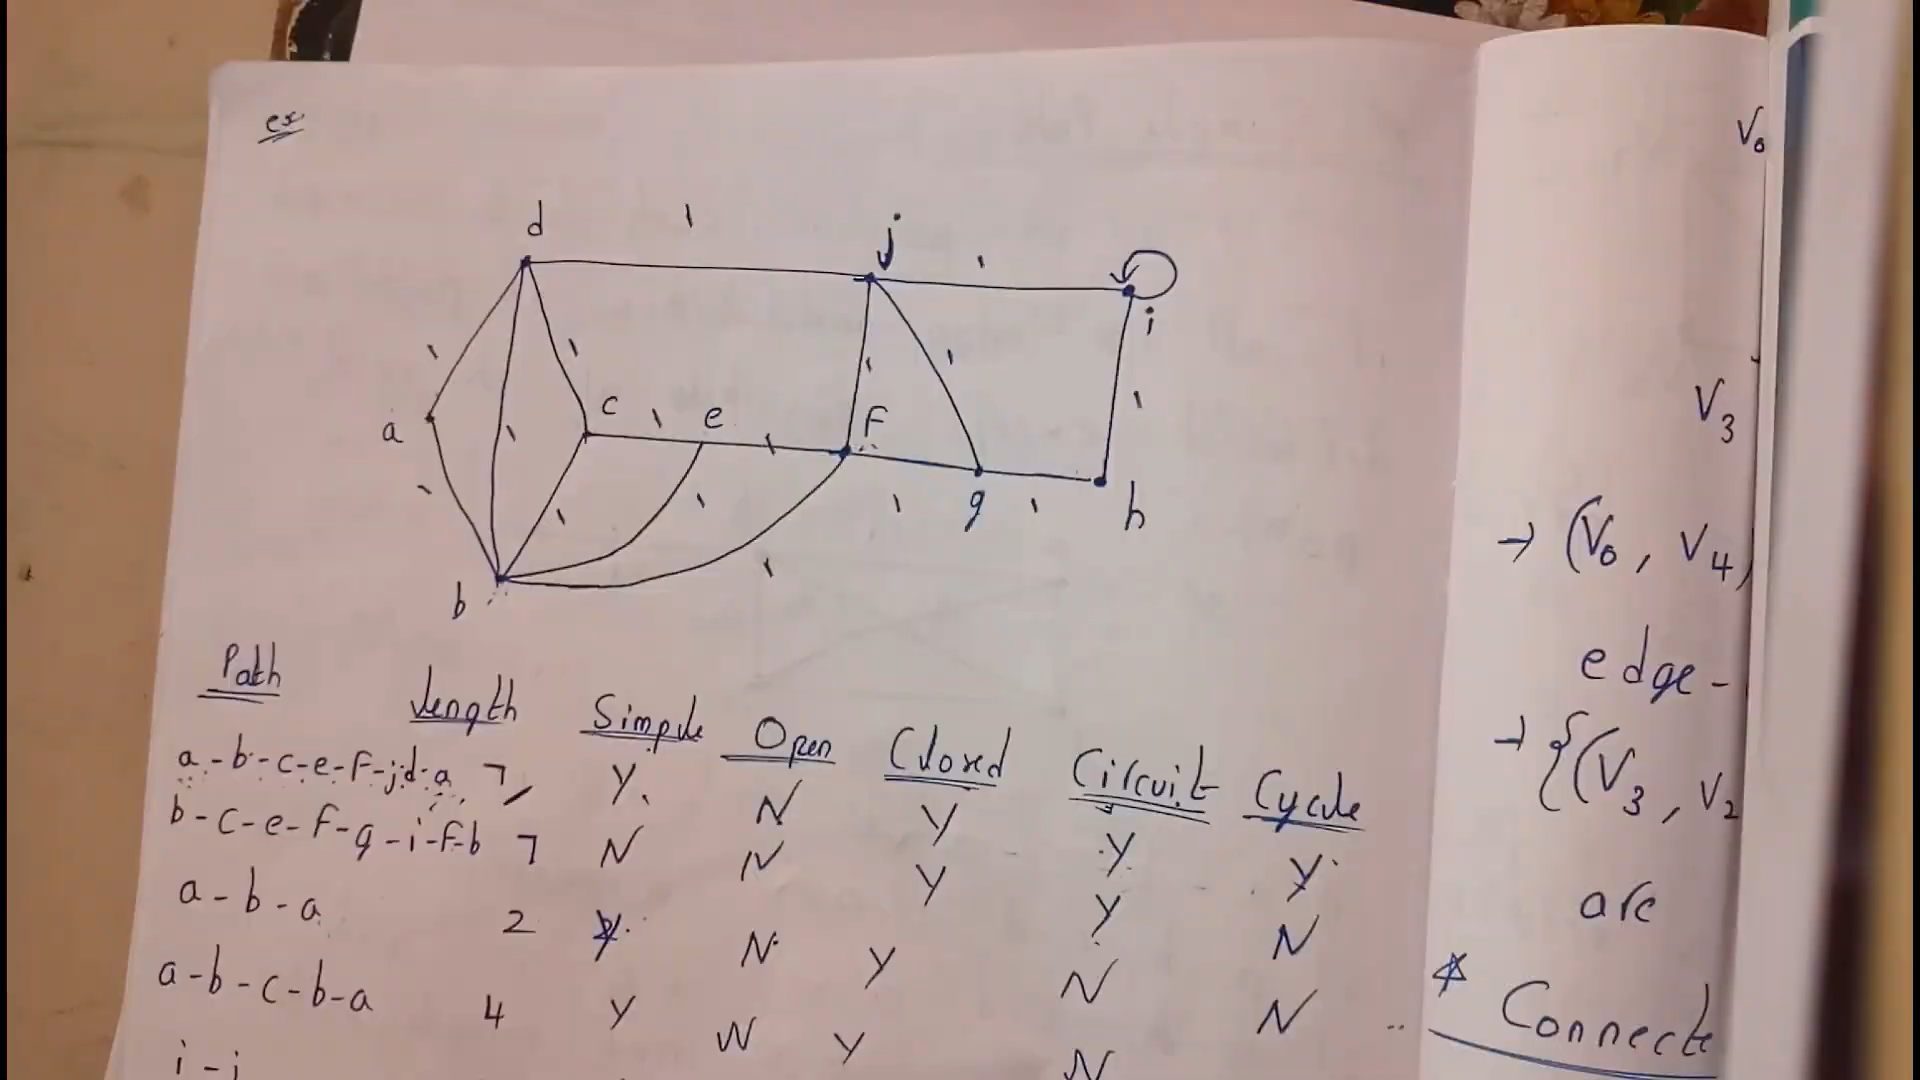 ex
d
j
i
a
c
e
f
g
h
b
Path Length Simple Open Closed Circuit Cycle
a-b-c-e-f-j-d-a 7 Y N Y Y Y
b-c-e-f-g-i-f-b 7 N N Y Y N
a-b-a 2 N Y N N
a-b-c-b-a 4 Y N Y N
i-i
V0
V3
→ (V0, V4)
edge-
→ {(V3, V2
are
* Connecte